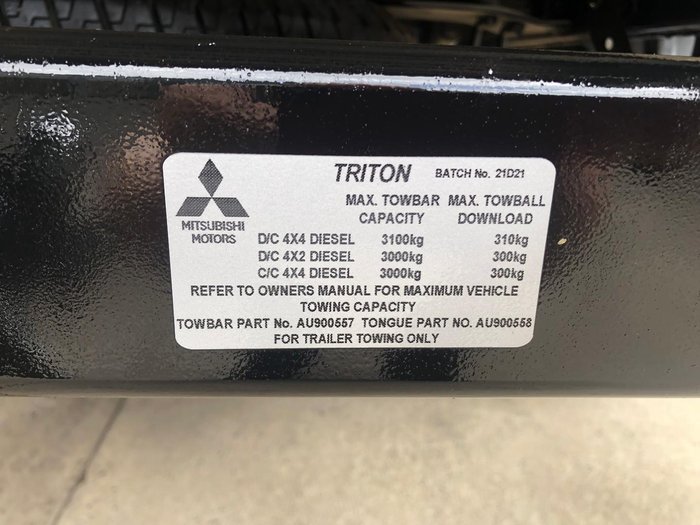 TRITON BATCH No. 21D21
MITSUBISHI
MOTORS
MAX. TOWBAR MAX. TOWBALL
CAPACITY DOWNLOAD
D/C 4X4 DIESEL 3100kg 310kg
D/C 4X2 DIESEL 3000kg 300kg
C/C 4X4 DIESEL 3000kg 300kg
REFER TO OWNERS MANUAL FOR MAXIMUM VEHICLE
TOWING CAPACITY
TOWBAR PART No. AU900557 TONGUE PART NO. AU900558
FOR TRAILER TOWING ONLY